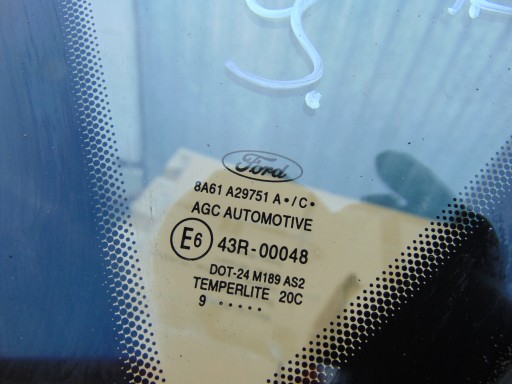 Ford
8A61 A29751 A•/C•
AGC AUTOMOTIVE
E6 43R-00048
DOT-24 M189 AS2
TEMPERLITE 20C
9 •••••